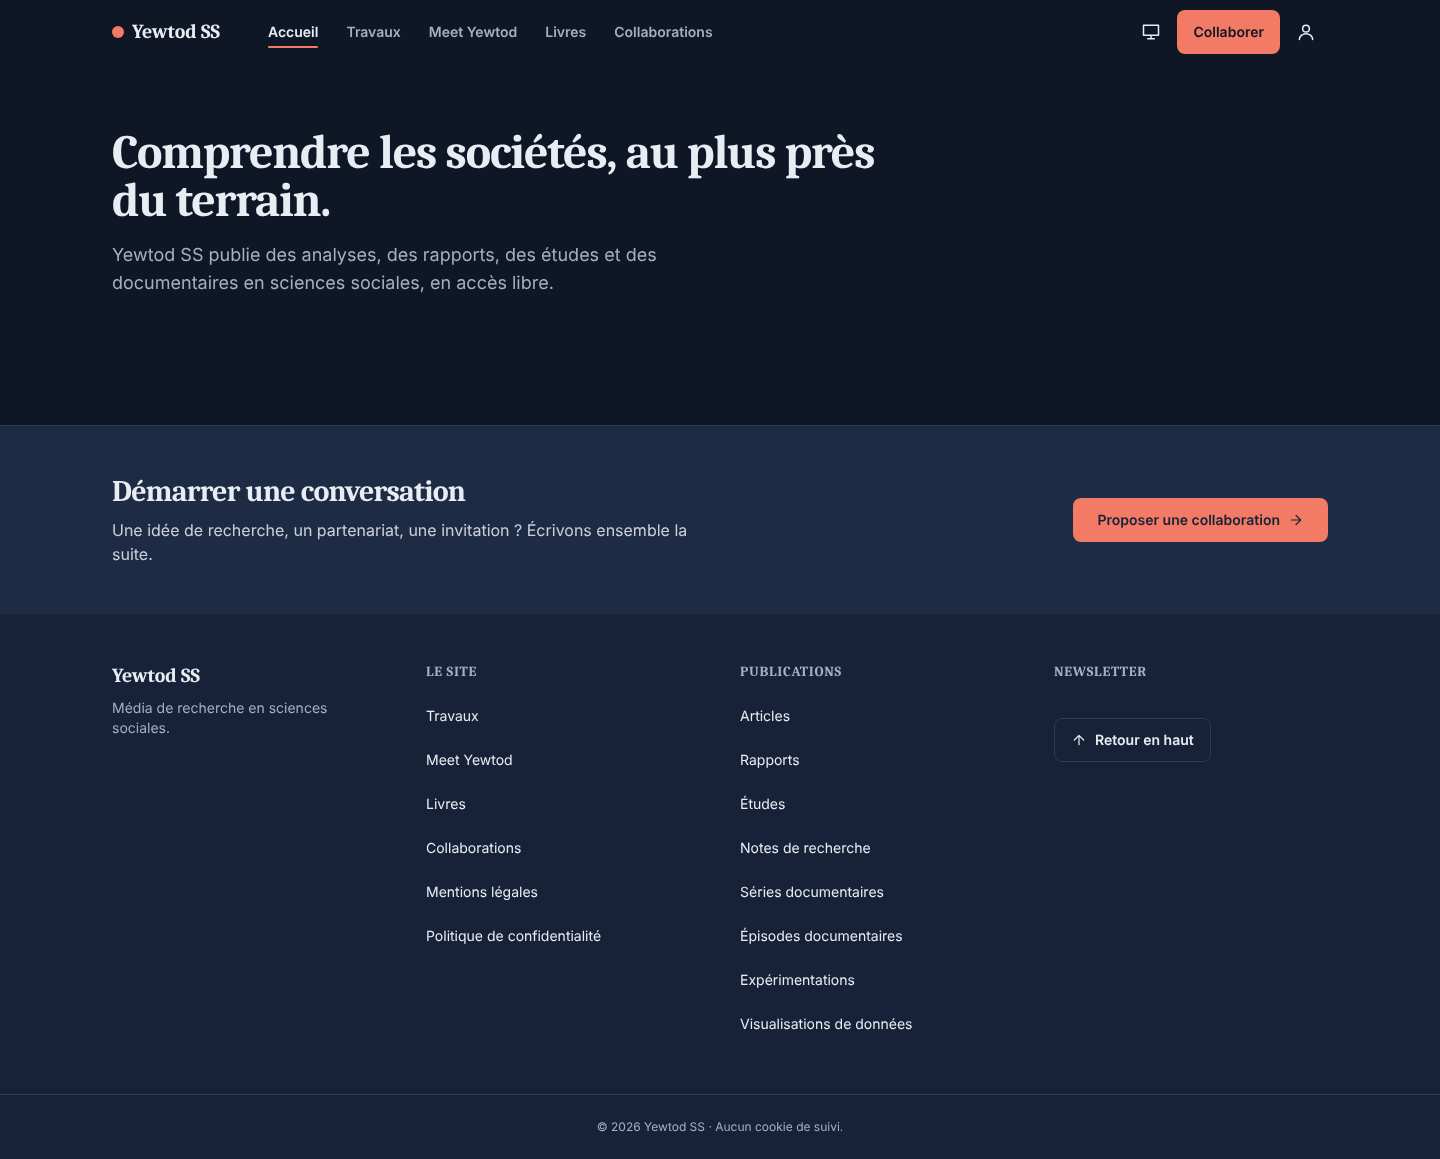 Yewtod SS
Accueil
Travaux
Meet Yewtod
Livres
Collaborations
Collaborer
Comprendre les sociétés, au plus près
du terrain.
Yewtod SS publie des analyses, des rapports, des études et des
documentaires en sciences sociales, en accès libre.
Démarrer une conversation
Une idée de recherche, un partenariat, une invitation ? Écrivons ensemble la
suite.
Proposer une collaboration
Yewtod SS
Média de recherche en sciences
sociales.
LE SITE
Travaux
Meet Yewtod
Livres
Collaborations
Mentions légales
Politique de confidentialité
PUBLICATIONS
Articles
Rapports
Études
Notes de recherche
Séries documentaires
Épisodes documentaires
Expérimentations
Visualisations de données
NEWSLETTER
Retour en haut
© 2026 Yewtod SS · Aucun cookie de suivi.